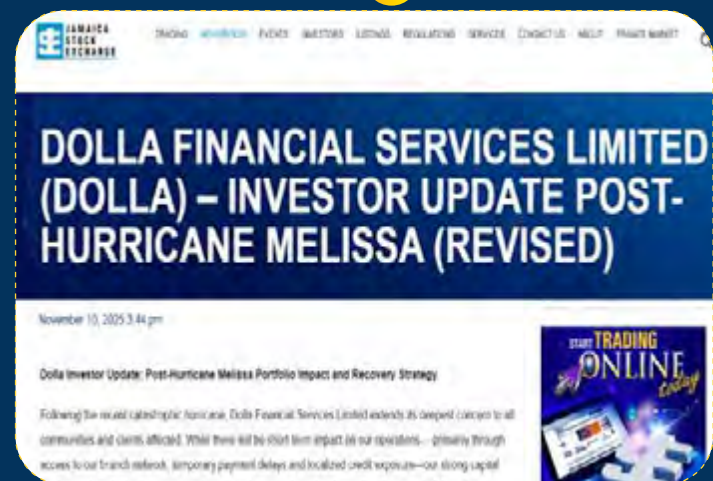 JAMAICA
STOCK
EXCHANGE
TRADING EVENTS INVESTORS LISTINGS REGULATIONS SERVICES CONTACT US ABOUT PRIVATE MARKET
DOLLA FINANCIAL SERVICES LIMITED
(DOLLA) – INVESTOR UPDATE POST-
HURRICANE MELISSA (REVISED)
November 10, 2025 3:44 pm
Dolla Investor Update: Post-Hurricane Melissa Portfolio Impact and Recovery Strategy
Following the recent catastrophic hurricane, Dolla Financial Services Limited extends its deepest concern to all
communities and clients affected. While there will be short term impact on our operations— primarily through
access to our branch network, temporary payment delays and localized credit exposure—our strong capital
START TRADING
ONLINE
today